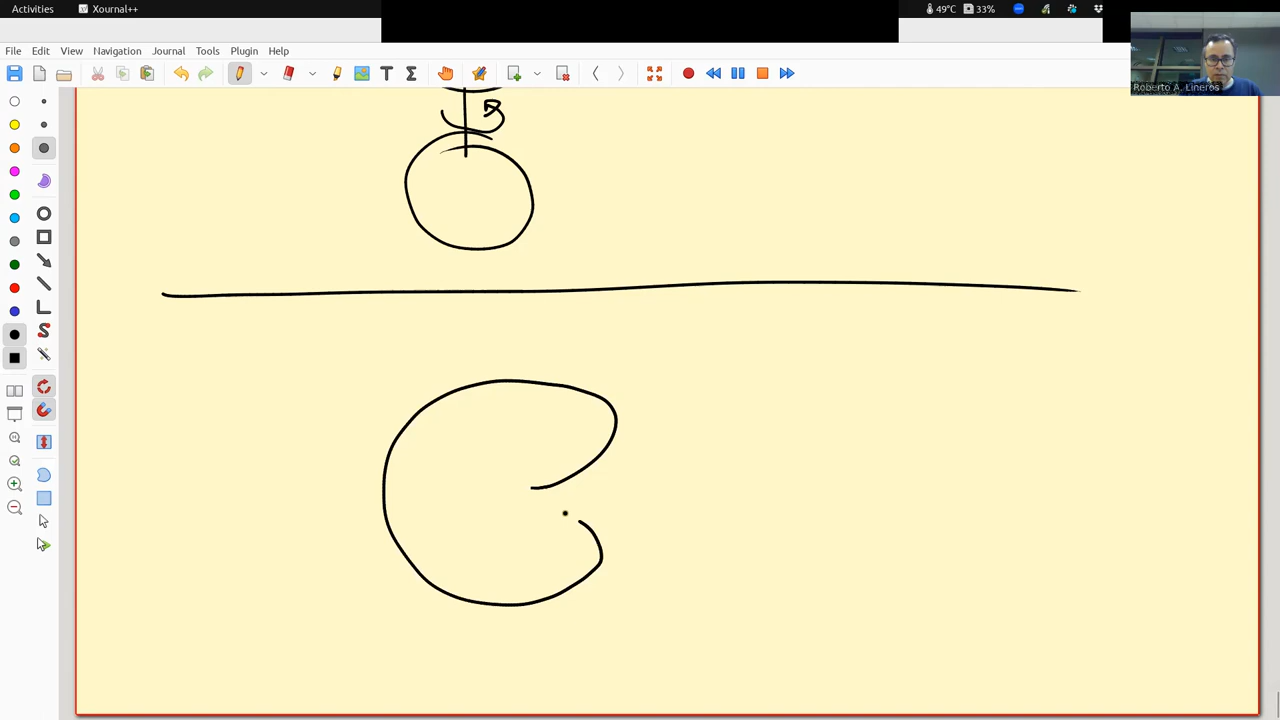 Activities
Xournal++
49°C
33%
File Edit View Navigation Journal Tools Plugin Help
Roberto A. Lineros